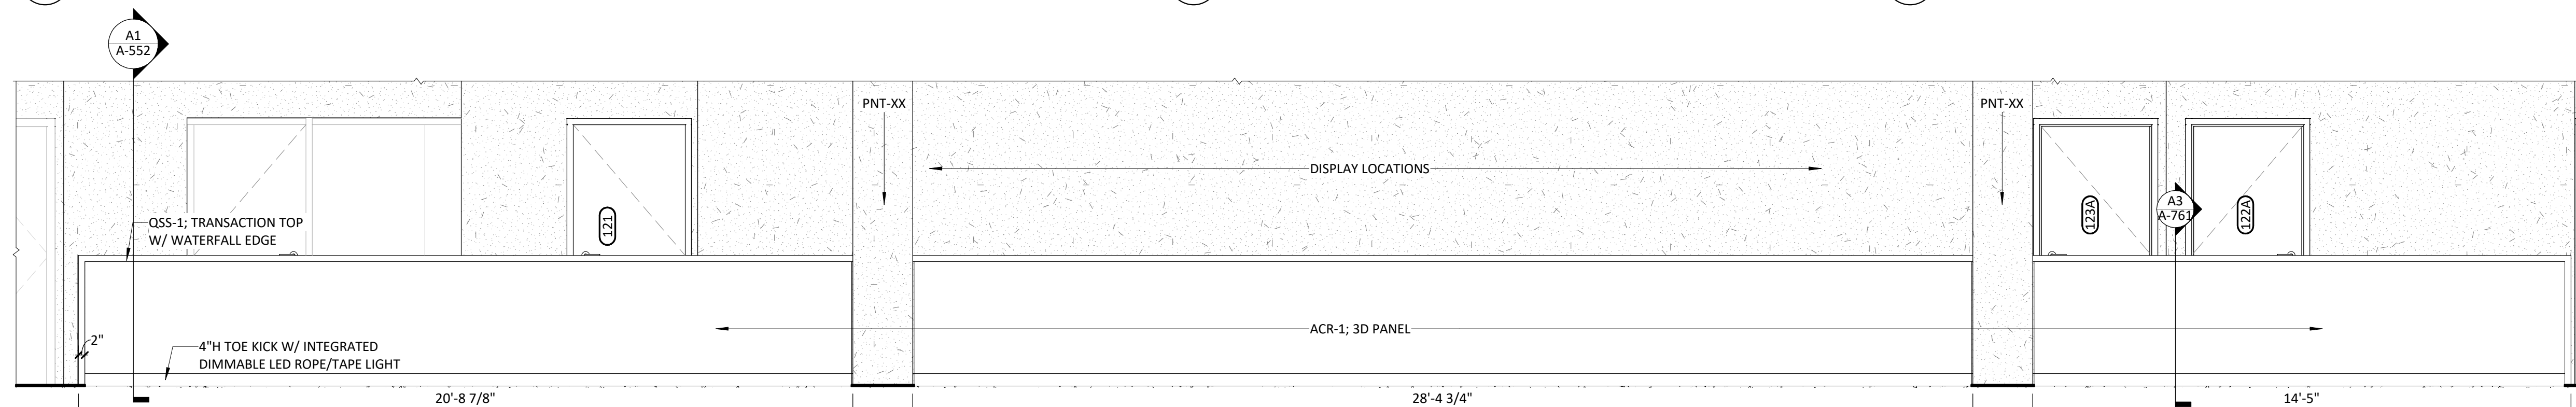 A1
A-552
PNT-XX
PNT-XX
DISPLAY LOCATIONS
QSS-1; TRANSACTION TOP
W/ WATERFALL EDGE
121
123A
A3
A-761
122A
ACR-1; 3D PANEL
2"
4"H TOE KICK W/ INTEGRATED
DIMMABLE LED ROPE/TAPE LIGHT
20'-8 7/8"
28'-4 3/4"
14'-5"